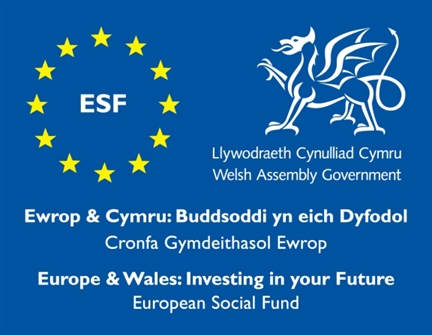 ESF
Llywodraeth Cynulliad Cymru
Welsh Assembly Government
Ewrop & Cymru: Buddsoddi yn eich Dyfodol
Cronfa Gymdeithasol Ewrop
Europe & Wales: Investing in your Future
European Social Fund